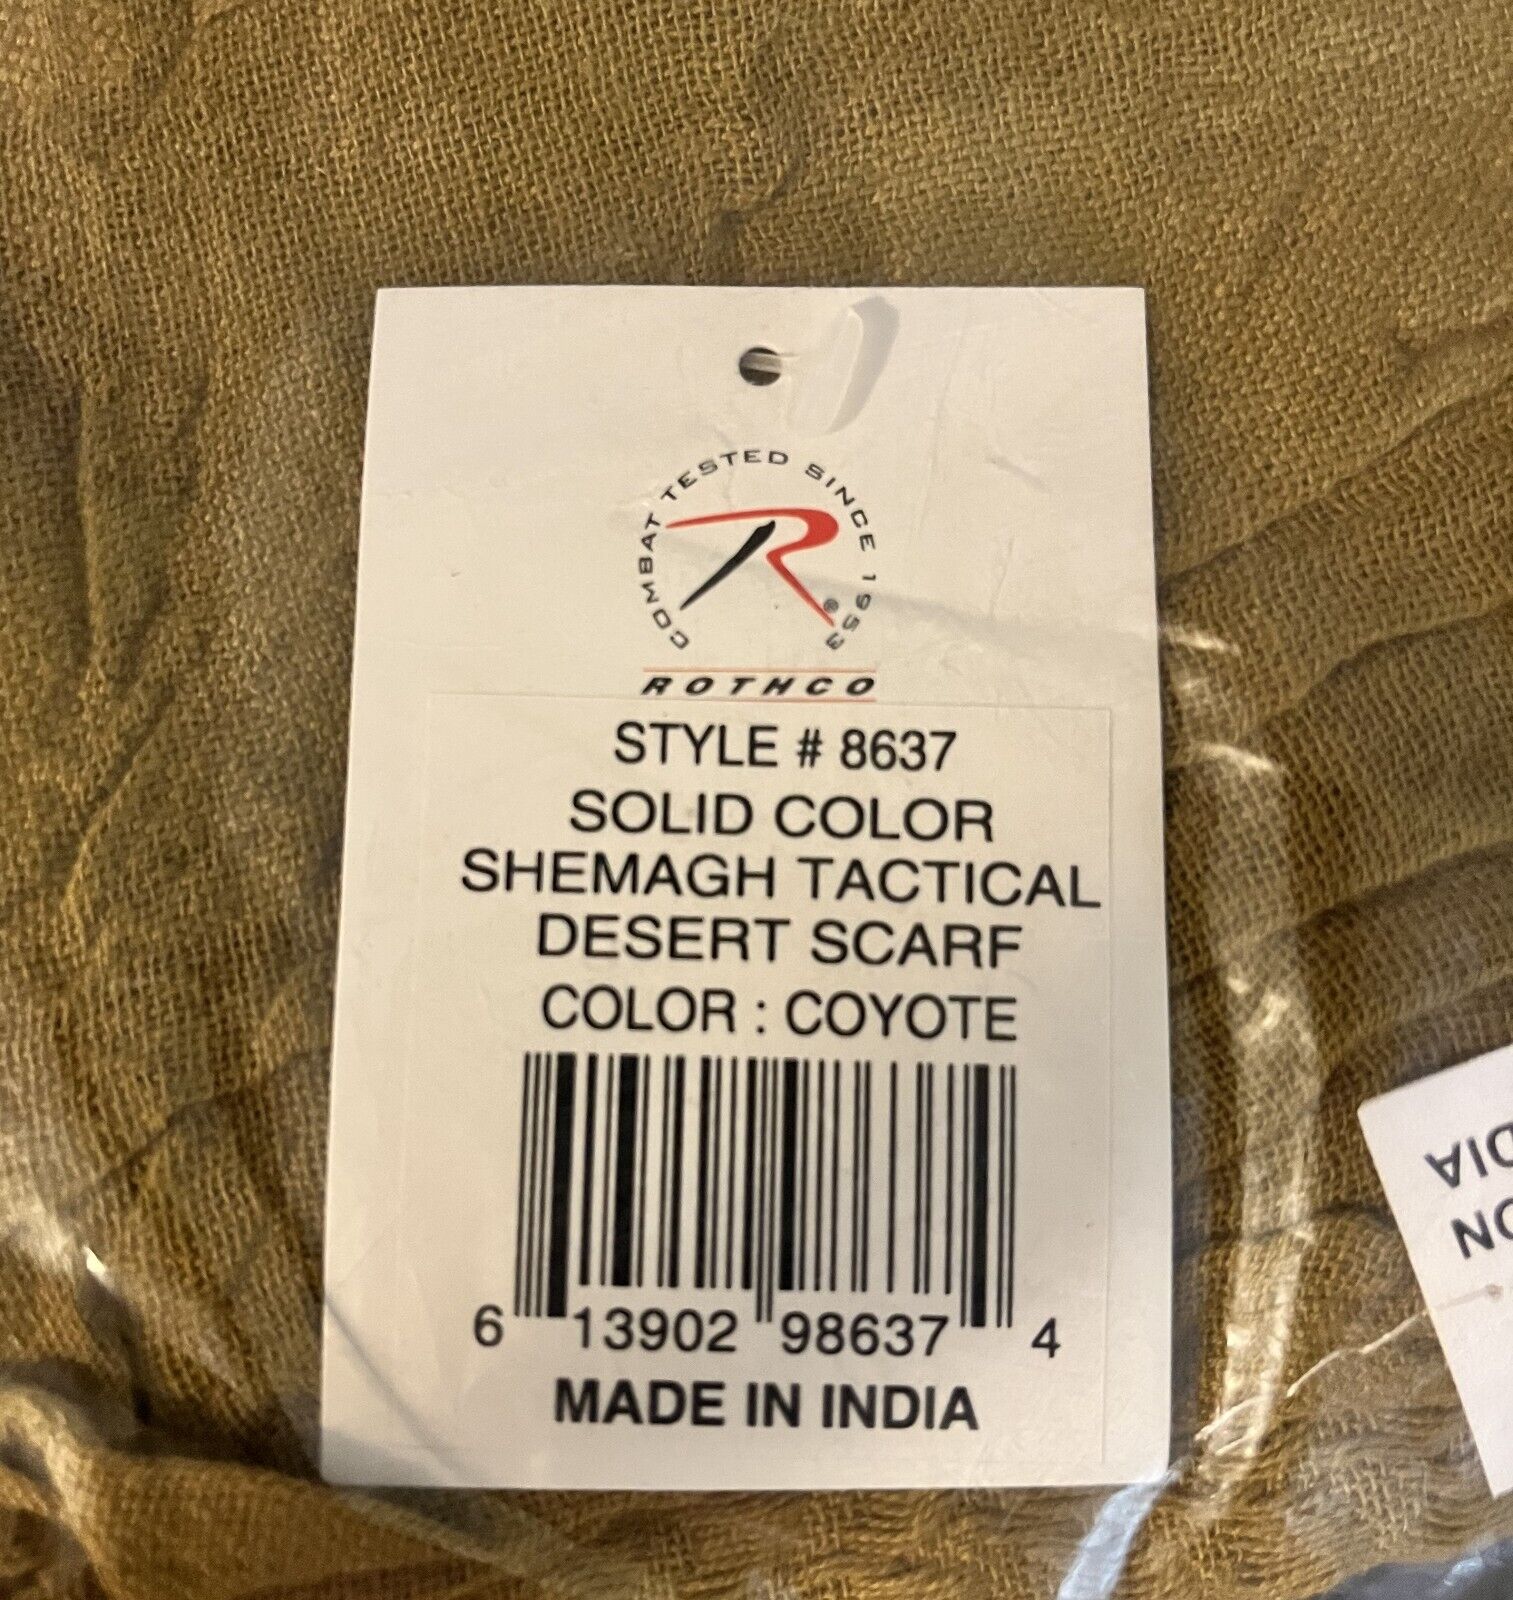 COMBAT TESTED SINCE 1953
R®
ROTHCO
STYLE # 8637
SOLID COLOR
SHEMAGH TACTICAL
DESERT SCARF
COLOR : COYOTE
6 13902 98637 4
MADE IN INDIA